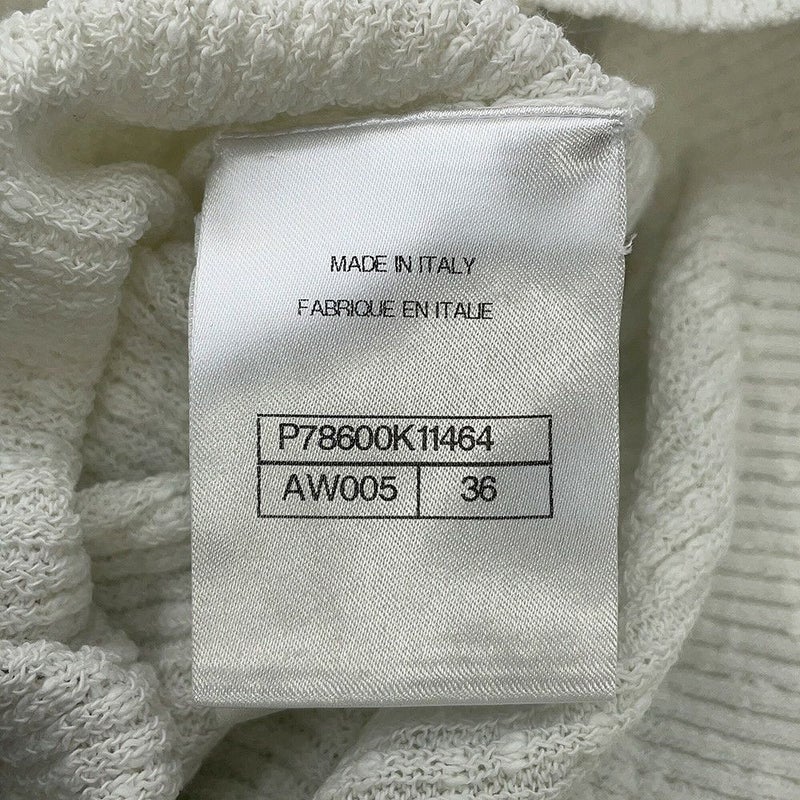 MADE IN ITALY
FABRIQUE EN ITALIE
P78600K11464
AW005 36